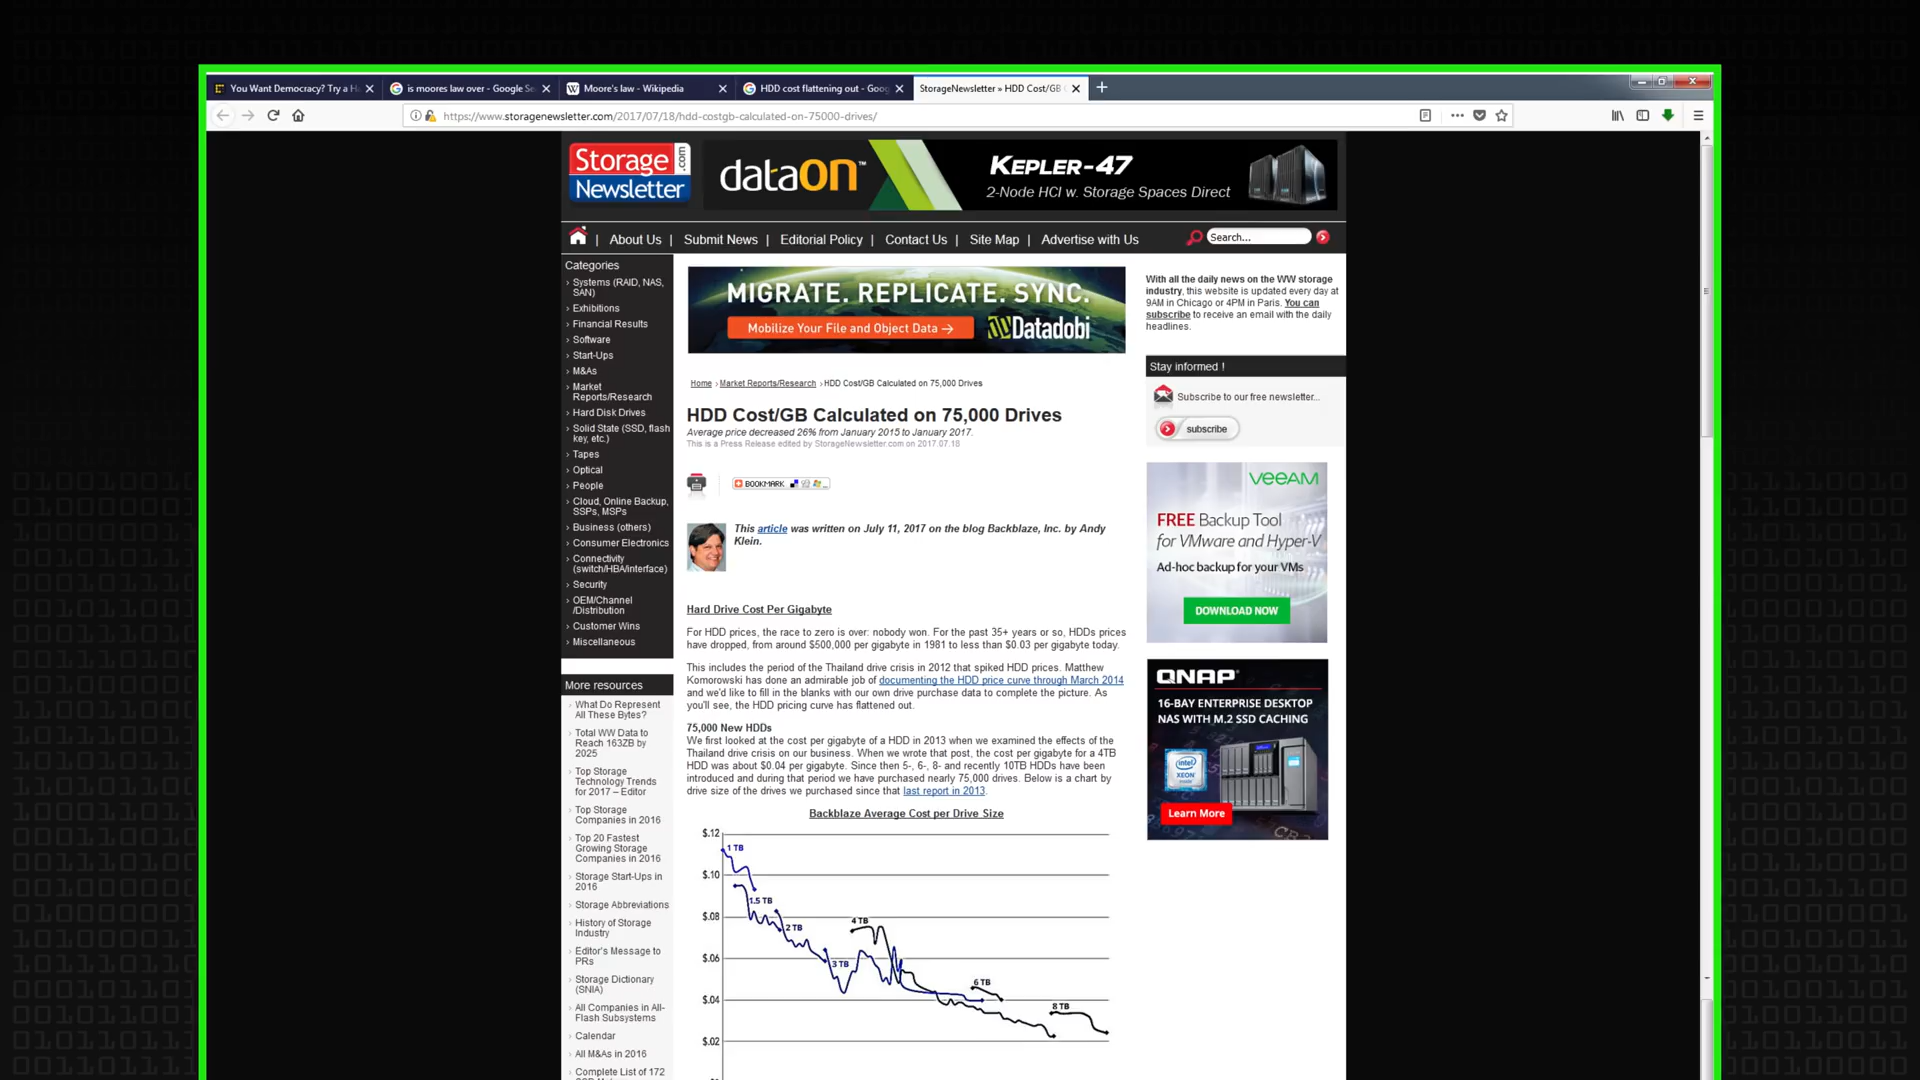 You Want Democracy? Try a H
is moores law over - Google Se
Moore's law - Wikipedia
HDD cost flattening out - Goog
StorageNewsletter » HDD Cost/GB
https://www.storagenewsletter.com/2017/07/18/hdd-costgb-calculated-on-75000-drives/
Storage .com
Newsletter
dataON™
KEPLER-47
2-Node HCI w. Storage Spaces Direct
| About Us | Submit News | Editorial Policy | Contact Us | Site Map | Advertise with Us
Search...
Categories
› Systems (RAID, NAS,
SAN)
› Exhibitions
› Financial Results
› Software
› Start-Ups
› M&As
› Market
Reports/Research
› Hard Disk Drives
› Solid State (SSD, flash
key, etc.)
› Tapes
› Optical
› People
› Cloud, Online Backup,
SSPs, MSPs
› Business (others)
› Consumer Electronics
› Connectivity
(switch/HBA/interface)
› Security
› OEM/Channel
/Distribution
› Customer Wins
› Miscellaneous
More resources
› What Do Represent
All These Bytes?
› Total WW Data to
Reach 163ZB by
2025
› Top Storage
Technology Trends
for 2017 – Editor
› Top Storage
Companies in 2016
› Top 20 Fastest
Growing Storage
Companies in 2016
› Storage Start-Ups in
2016
› Storage Abbreviations
› History of Storage
Industry
› Editor's Message to
PRs
› Storage Dictionary
(SNIA)
› All Companies in All-
Flash Subsystems
› Calendar
› All M&As in 2016
› Complete List of 172
MIGRATE. REPLICATE. SYNC.
Mobilize Your File and Object Data →
Datadobi
Home › Market Reports/Research › HDD Cost/GB Calculated on 75,000 Drives
HDD Cost/GB Calculated on 75,000 Drives
Average price decreased 26% from January 2015 to January 2017.
This is a Press Release edited by StorageNewsletter.com on 2017.07.18
BOOKMARK
This article was written on July 11, 2017 on the blog Backblaze, Inc. by Andy
Klein.
Hard Drive Cost Per Gigabyte
For HDD prices, the race to zero is over: nobody won. For the past 35+ years or so, HDDs prices
have dropped, from around $500,000 per gigabyte in 1981 to less than $0.03 per gigabyte today.
This includes the period of the Thailand drive crisis in 2012 that spiked HDD prices. Matthew
Komorowski has done an admirable job of documenting the HDD price curve through March 2014
and we'd like to fill in the blanks with our own drive purchase data to complete the picture. As
you'll see, the HDD pricing curve has flattened out.
75,000 New HDDs
We first looked at the cost per gigabyte of a HDD in 2013 when we examined the effects of the
Thailand drive crisis on our business. When we wrote that post, the cost per gigabyte for a 4TB
HDD was about $0.04 per gigabyte. Since then 5-, 6-, 8- and recently 10TB HDDs have been
introduced and during that period we have purchased nearly 75,000 drives. Below is a chart by
drive size of the drives we purchased since that last report in 2013.
Backblaze Average Cost per Drive Size
$.12
1 TB
$.10
1.5 TB
$.08
2 TB
4 TB
$.06
3 TB
6 TB
$.04
8 TB
$.02
With all the daily news on the WW storage
industry, this website is updated every day at
9AM in Chicago or 4PM in Paris. You can
subscribe to receive an email with the daily
headlines.
Stay informed !
Subscribe to our free newsletter...
subscribe
VEEAM
FREE Backup Tool
for VMware and Hyper-V
Ad-hoc backup for your VMs
DOWNLOAD NOW
QNAP
16-BAY ENTERPRISE DESKTOP
NAS WITH M.2 SSD CACHING
intel
XEON
Learn More